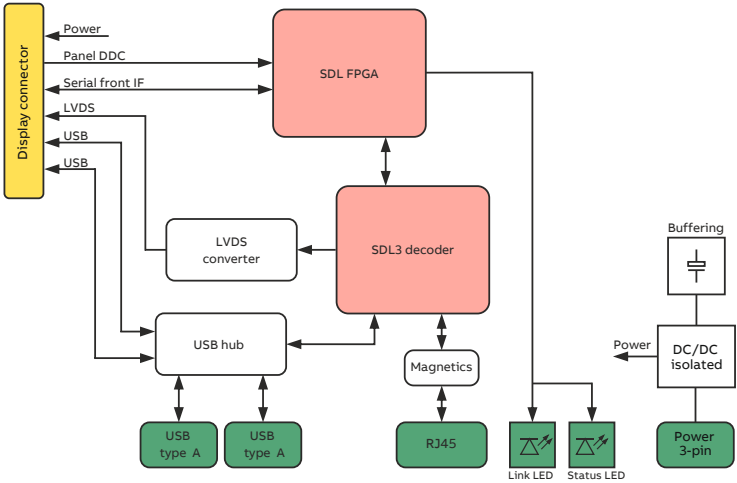 Display connector
Power
Panel DDC
Serial front IF
LVDS
USB
USB
SDL FPGA
SDL3 decoder
LVDS
converter
USB hub
Magnetics
USB
type A
USB
type A
RJ45
Link LED
Status LED
Buffering
Power
DC/DC
isolated
Power
3-pin